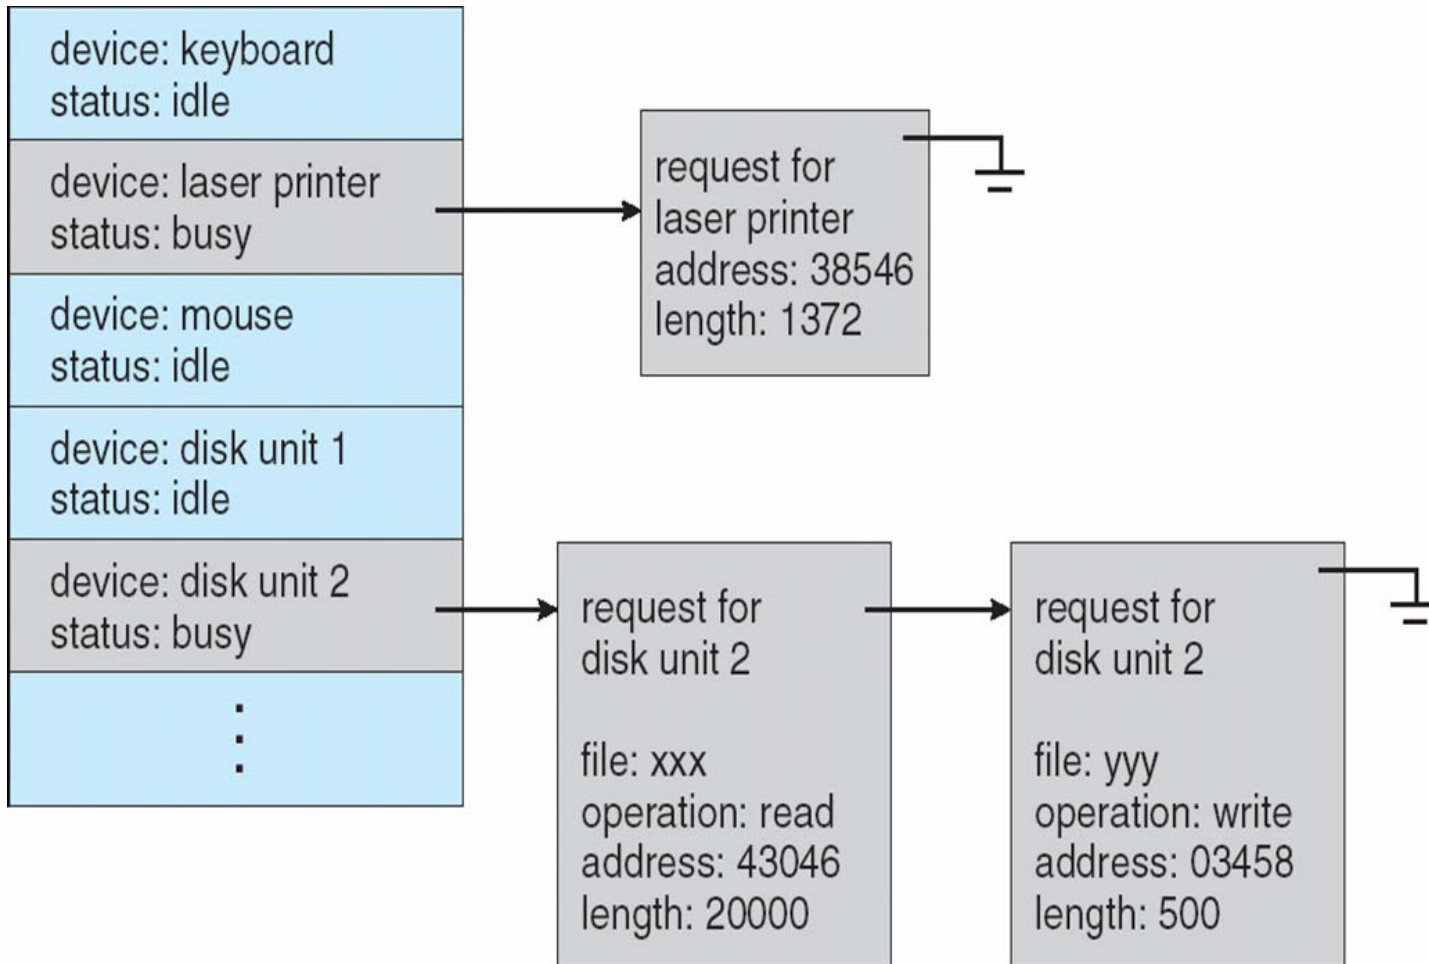 device: keyboard
status: idle
device: laser printer
status: busy
device: mouse
status: idle
device: disk unit 1
status: idle
device: disk unit 2
status: busy
request for
laser printer
address: 38546
length: 1372
request for
disk unit 2
file: xxx
operation: read
address: 43046
length: 20000
request for
disk unit 2
file: yyy
operation: write
address: 03458
length: 500